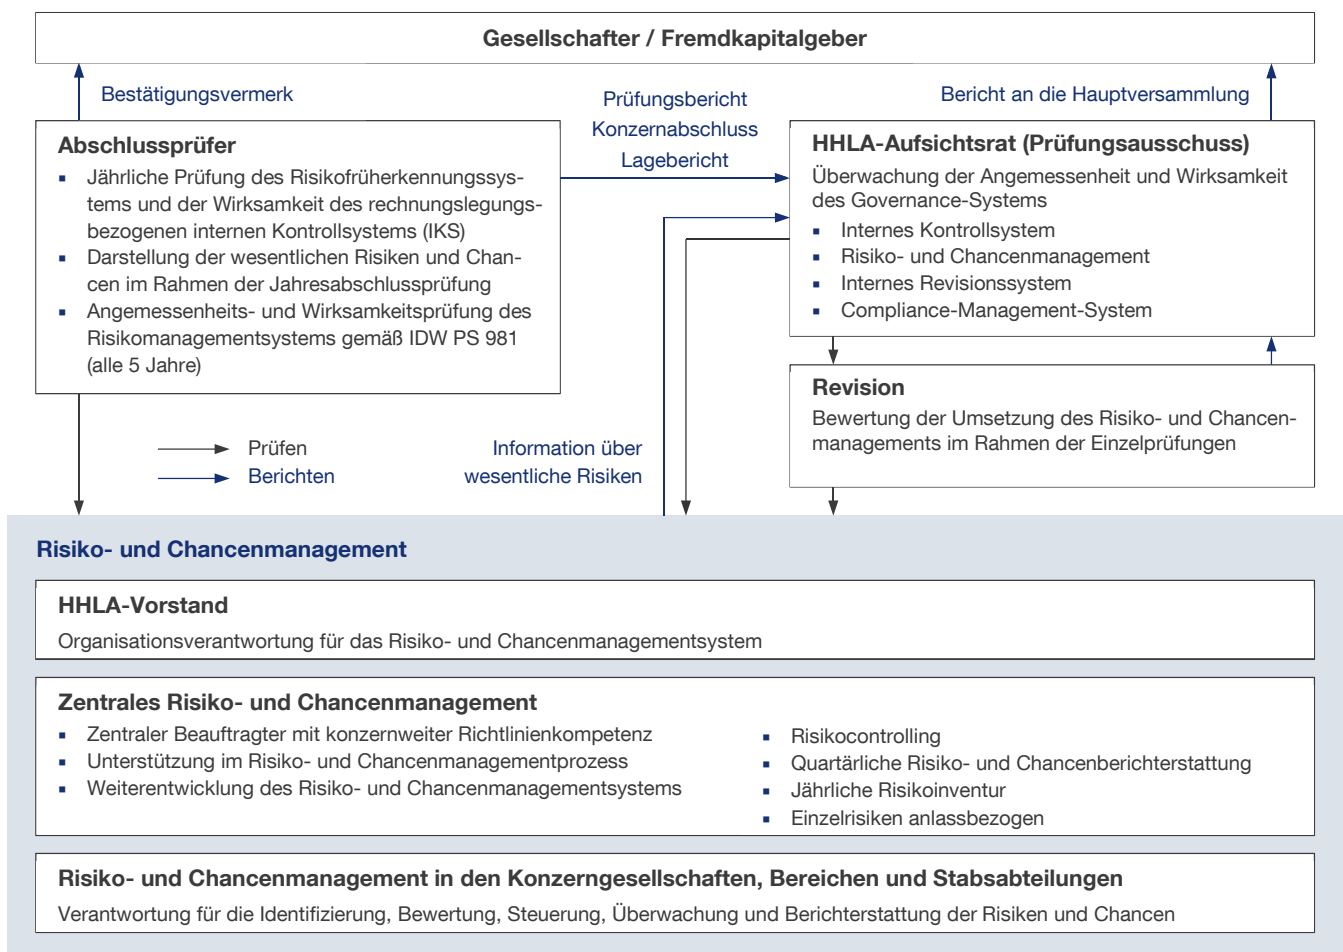 Gesellschafter / Fremdkapitalgeber
Bestätigungsvermerk
Prüfungsbericht
Konzernabschluss
Lagebericht
Bericht an die Hauptversammlung
Abschlussprüfer
▪ Jährliche Prüfung des Risikofrüherkennungssys-
tems und der Wirksamkeit des rechnungslegungs-
bezogenen internen Kontrollsystems (IKS)
▪ Darstellung der wesentlichen Risiken und Chan-
cen im Rahmen der Jahresabschlussprüfung
▪ Angemessenheits- und Wirksamkeitsprüfung des
Risikomanagementsystems gemäß IDW PS 981
(alle 5 Jahre)
HHLA-Aufsichtsrat (Prüfungsausschuss)
Überwachung der Angemessenheit und Wirksamkeit
des Governance-Systems
▪ Internes Kontrollsystem
▪ Risiko- und Chancenmanagement
▪ Internes Revisionssystem
▪ Compliance-Management-System
Revision
Bewertung der Umsetzung des Risiko- und Chancen-
managements im Rahmen der Einzelprüfungen
Prüfen
Berichten
Information über
wesentliche Risiken
Risiko- und Chancenmanagement
HHLA-Vorstand
Organisationsverantwortung für das Risiko- und Chancenmanagementsystem
Zentrales Risiko- und Chancenmanagement
▪ Zentraler Beauftragter mit konzernweiter Richtlinienkompetenz
▪ Unterstützung im Risiko- und Chancenmanagementprozess
▪ Weiterentwicklung des Risiko- und Chancenmanagementsystems
▪ Risikocontrolling
▪ Quartärliche Risiko- und Chancenberichterstattung
▪ Jährliche Risikoinventur
▪ Einzelrisiken anlassbezogen
Risiko- und Chancenmanagement in den Konzerngesellschaften, Bereichen und Stabsabteilungen
Verantwortung für die Identifizierung, Bewertung, Steuerung, Überwachung und Berichterstattung der Risiken und Chancen